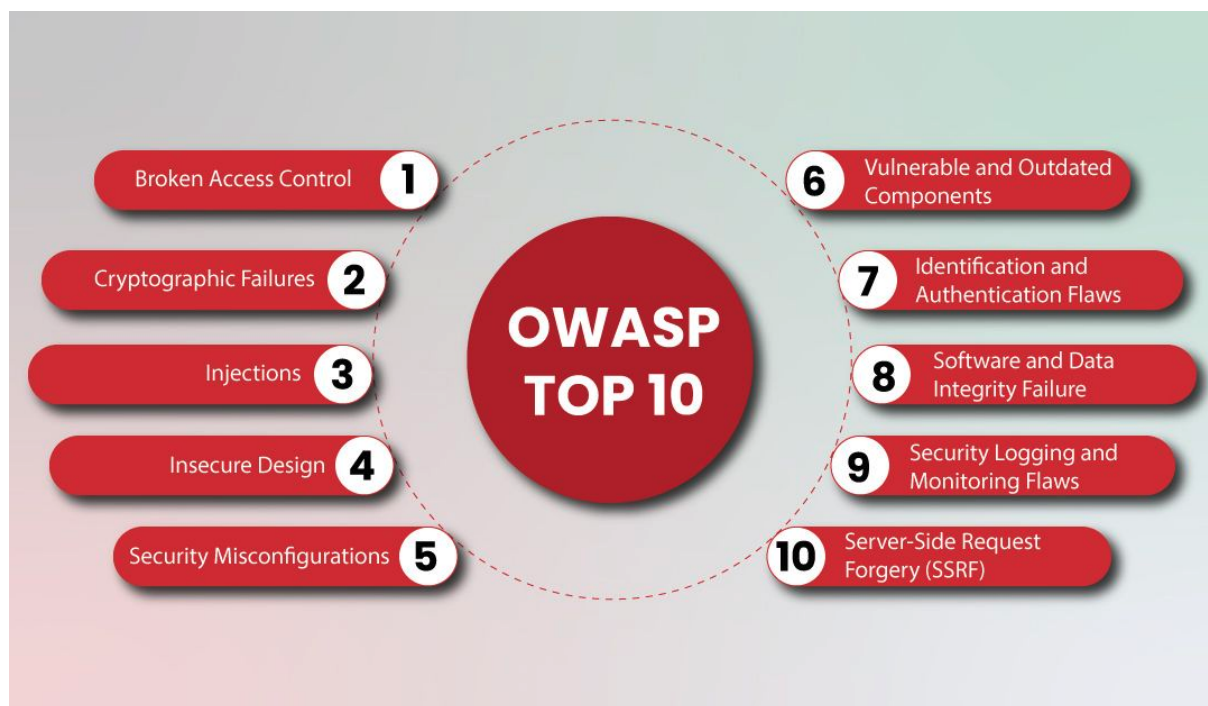 Broken Access Control 1
Cryptographic Failures 2
Injections 3
Insecure Design 4
Security Misconfigurations 5
OWASP
TOP 10
6 Vulnerable and Outdated
Components
7 Identification and
Authentication Flaws
8 Software and Data
Integrity Failure
9 Security Logging and
Monitoring Flaws
10 Server-Side Request
Forgery (SSRF)